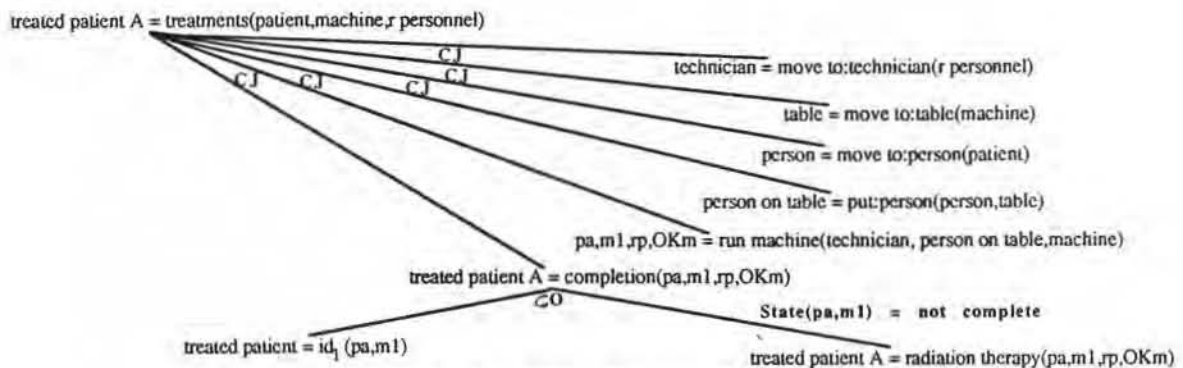 treated patient A = treatments(patient,machine,r personnel)
CJ
technician = move to:technician(r personnel)
CJ
CJ
CJ
CJ
table = move to:table(machine)
person = move to:person(patient)
person on table = put:person(person,table)
pa,m1,rp,OKm = run machine(technician, person on table,machine)
treated patient A = completion(pa,m1,rp,OKm)
CO
State(pa,m1) = not complete
treated patient = id₁ (pa,m1)
treated patient A = radiation therapy(pa,m1,rp,OKm)